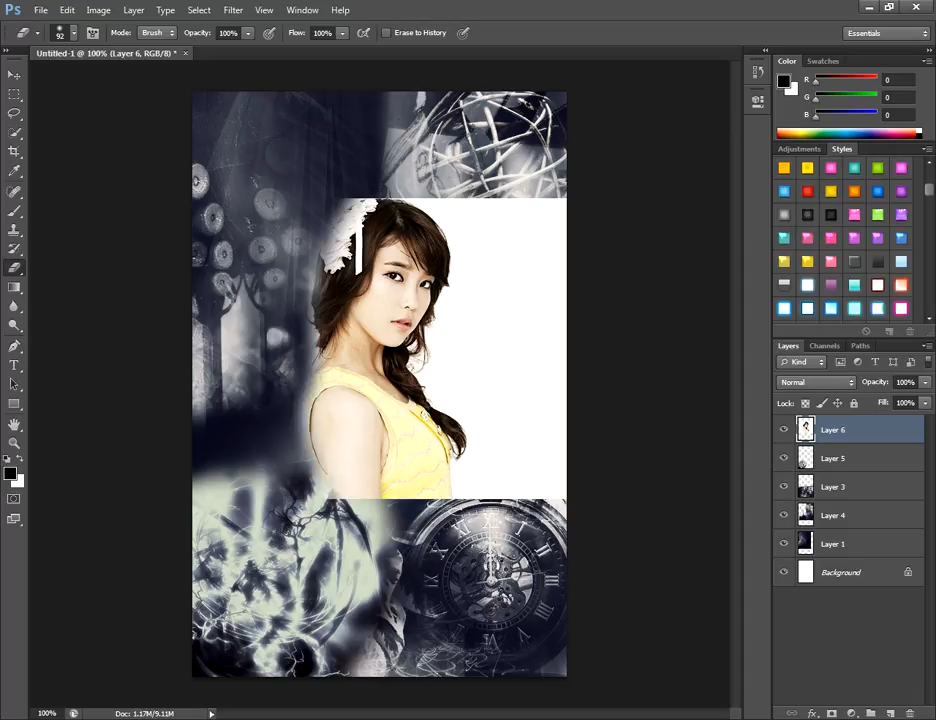 Ps File Edit Image Layer Type Select Filter View Window Help
92 Mode: Brush Opacity: 100% Flow: 100% Erase to History Essentials
Untitled-1 @ 100% (Layer 6, RGB/8) * ×
Color Swatches
R 0
G 0
B 0
Adjustments Styles
Layers Channels Paths
Kind
Normal Opacity: 100%
Lock: Fill: 100%
Layer 6
Layer 5
Layer 3
Layer 4
Layer 1
Background
100% Doc: 1.17M/9.11M